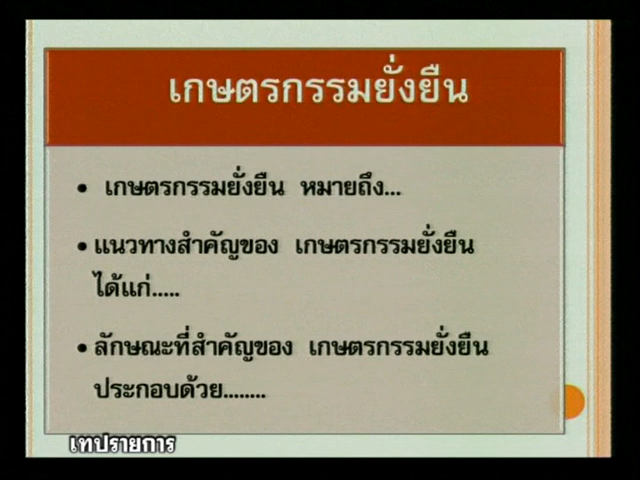 เกษตรกรรมยั่งยืน
• เกษตรกรรมยั่งยืน หมายถึง...
• แนวทางสำคัญของ เกษตรกรรมยั่งยืน
ได้แก่.....
• ลักษณะที่สำคัญของ เกษตรกรรมยั่งยืน
ประกอบด้วย........
เทปรายการ